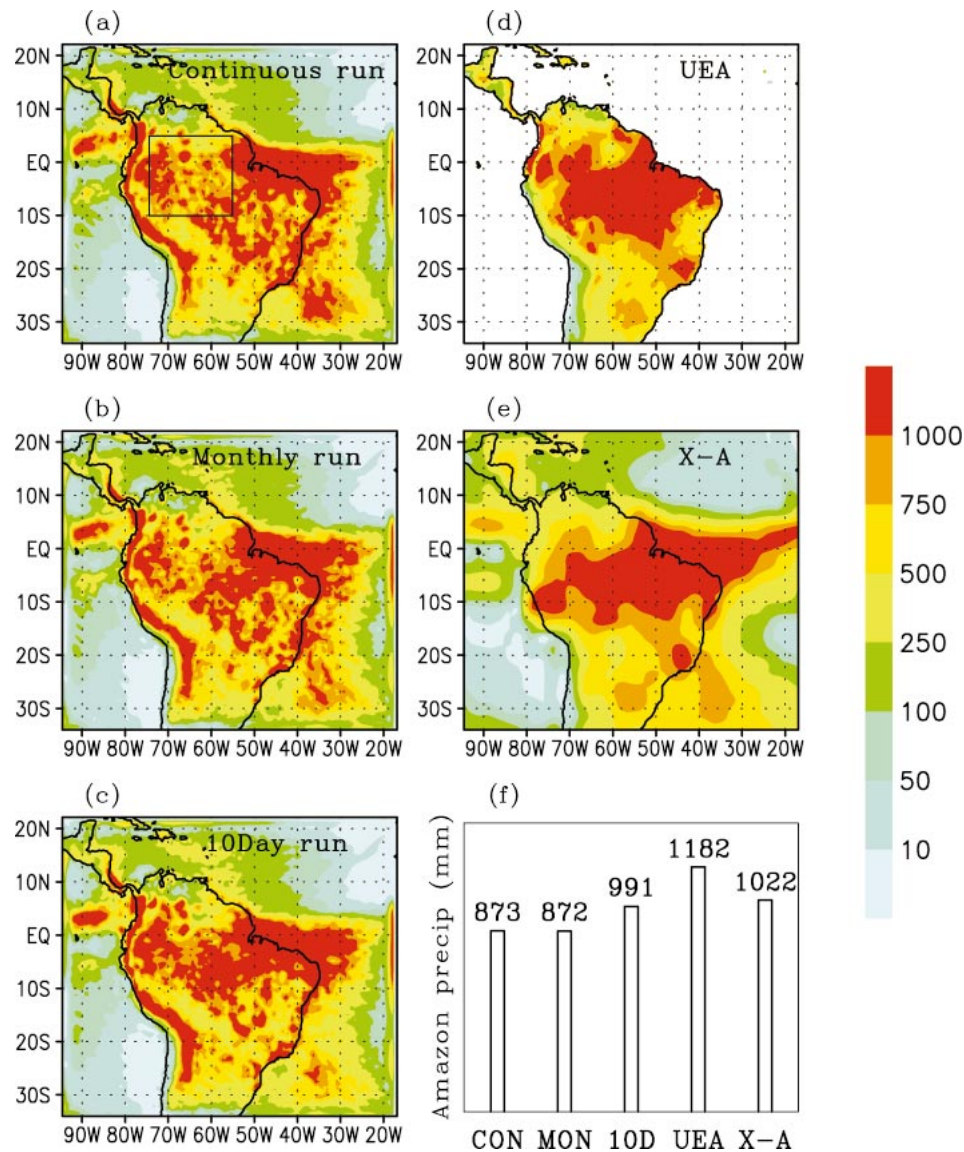 (a)
Continuous run
20N
10N
EQ
10S
20S
30S
90W 80W 70W 60W 50W 40W 30W 20W
(d)
UEA
20N
10N
EQ
10S
20S
30S
90W 80W 70W 60W 50W 40W 30W 20W
(b)
Monthly run
20N
10N
EQ
10S
20S
30S
90W 80W 70W 60W 50W 40W 30W 20W
(e)
X-A
20N
10N
EQ
10S
20S
30S
90W 80W 70W 60W 50W 40W 30W 20W
(c)
10Day run
20N
10N
EQ
10S
20S
30S
90W 80W 70W 60W 50W 40W 30W 20W
(f)
Amazon precip (mm)
873 872 991 1182 1022
CON MON 10D UEA X-A
1000
750
500
250
100
50
10